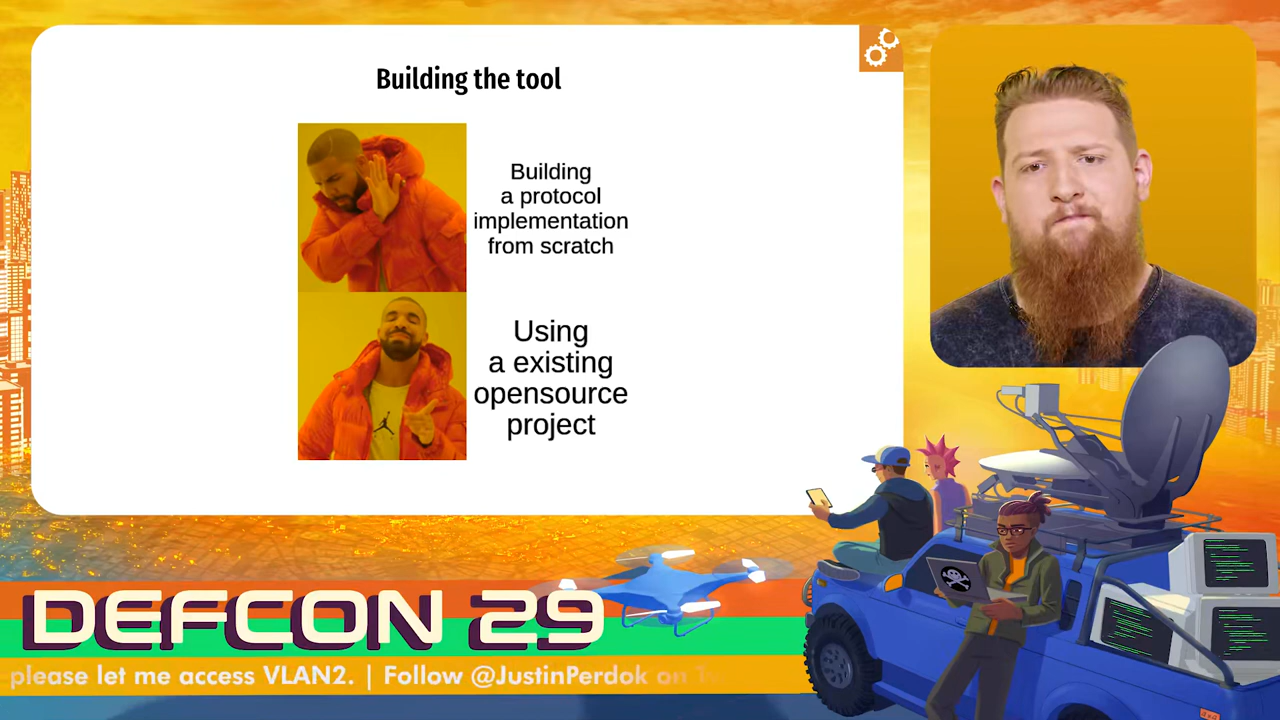 Building the tool
Building
a protocol
implementation
from scratch
Using
a existing
opensource
project
DEFCON 29
please let me access VLAN2. | Follow @JustinPerdok on